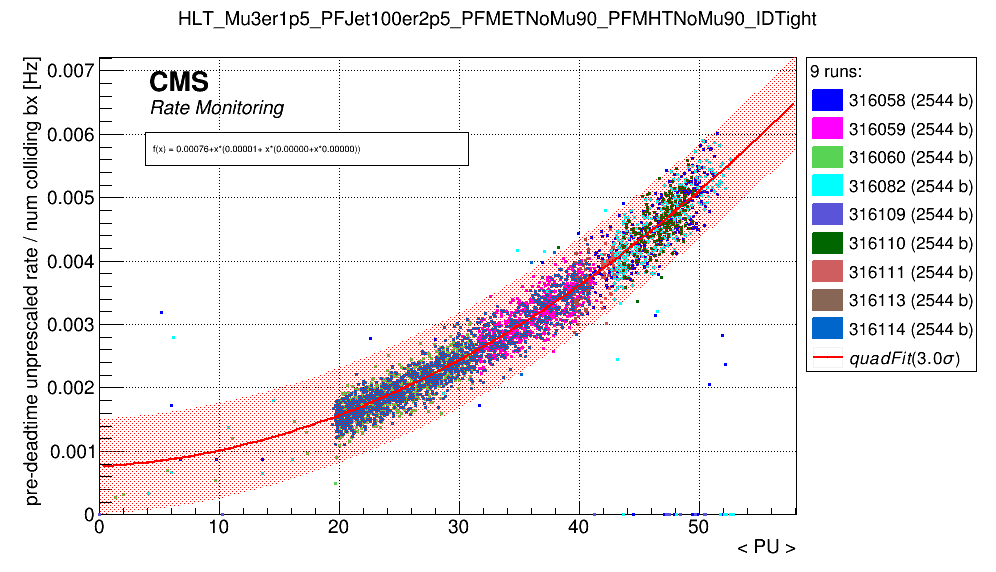 HLT_Mu3er1p5_PFJet100er2p5_PFMETNoMu90_PFMHTNoMu90_IDTight
pre-deadtime unprescaled rate / num colliding bx [Hz]
0.007
0.006
0.005
0.004
0.003
0.002
0.001
0
CMS
Rate Monitoring
f(x) = 0.00076+x*(0.00001+ x*(0.00000+x*0.00000))
0
10
20
30
40
50
< PU >
9 runs:
316058 (2544 b)
316059 (2544 b)
316060 (2544 b)
316082 (2544 b)
316109 (2544 b)
316110 (2544 b)
316111 (2544 b)
316113 (2544 b)
316114 (2544 b)
quadFit(3.0σ)